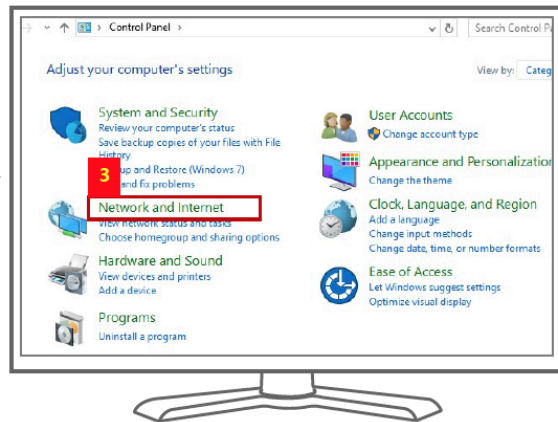 Control Panel
Search Control
Adjust your computer's settings
View by:
System and Security
Review your computer's status
Save backup copies of your files with File
History
up and Restore (Windows 7)
and fix problems
3
Network and Internet
View network status and tasks
Choose homegroup and sharing options
Hardware and Sound
View devices and printers
Add a device
Programs
Uninstall a program
User Accounts
Change account type
Appearance and Personalization
Change the theme
Clock, Language, and Region
Add a language
Change input methods
Change date, time, or number formats
Ease of Access
Let Windows suggest settings
Optimize visual display